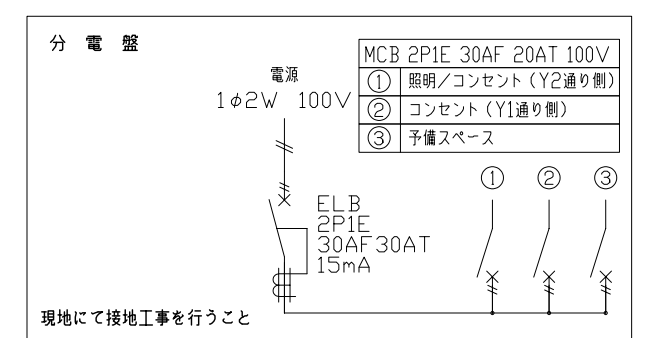 分 電 盤
MCB 2P1E 30AF 20AT 100V
① 照明/コンセント(Y2通り側)
② コンセント(Y1通り側)
③ 予備スペース
電源
1φ2W 100V
① ② ③
ELB
2P1E
30AF30AT
15mA
現地にて接地工事を行うこと